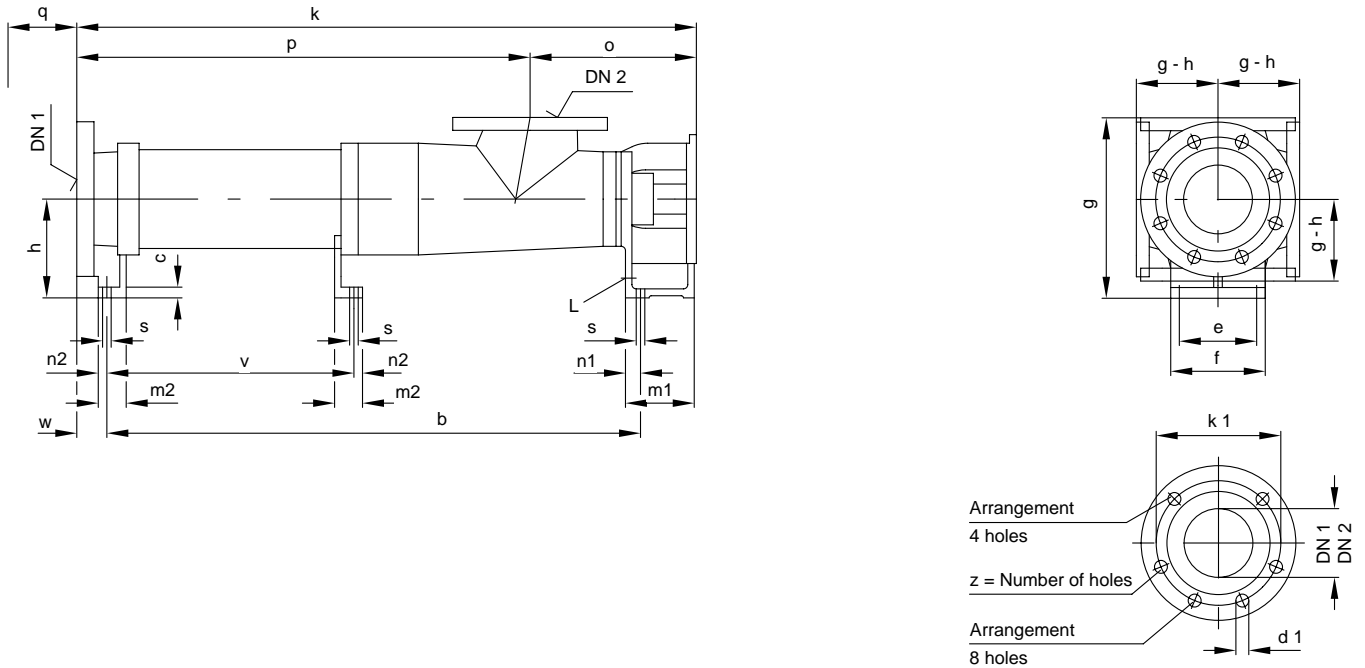 q
k
p
o
DN 2
DN 1
h
c
L
s
s
s
n2
v
n2
n1
m2
m2
m1
w
b
g - h
g - h
g
g - h
e
f
k 1
Arrangement
4 holes
z = Number of holes
Arrangement
8 holes
DN 1
DN 2
d 1